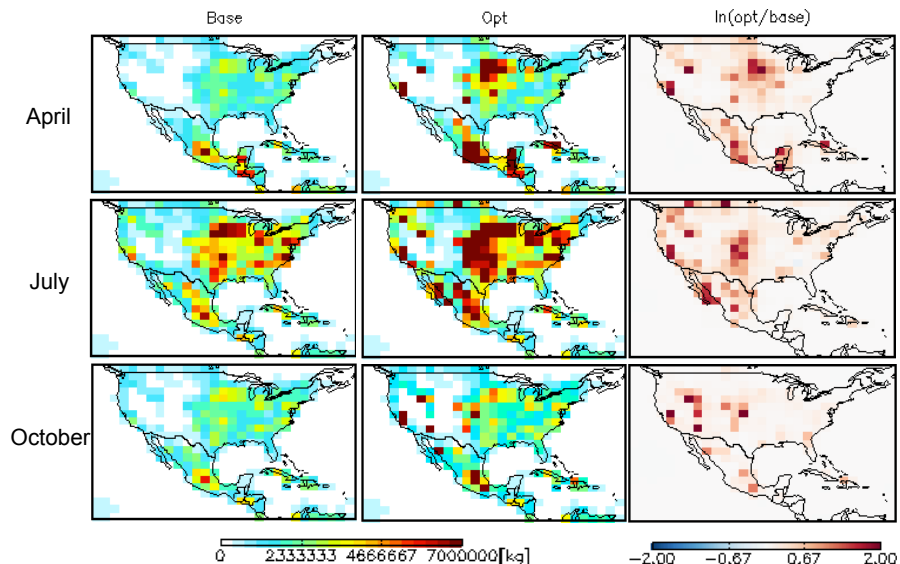 Base Opt ln(opt/base)
April
July
October
0 2333333 4666667 7000000[kg] -2.00 -0.67 0.67 2.00